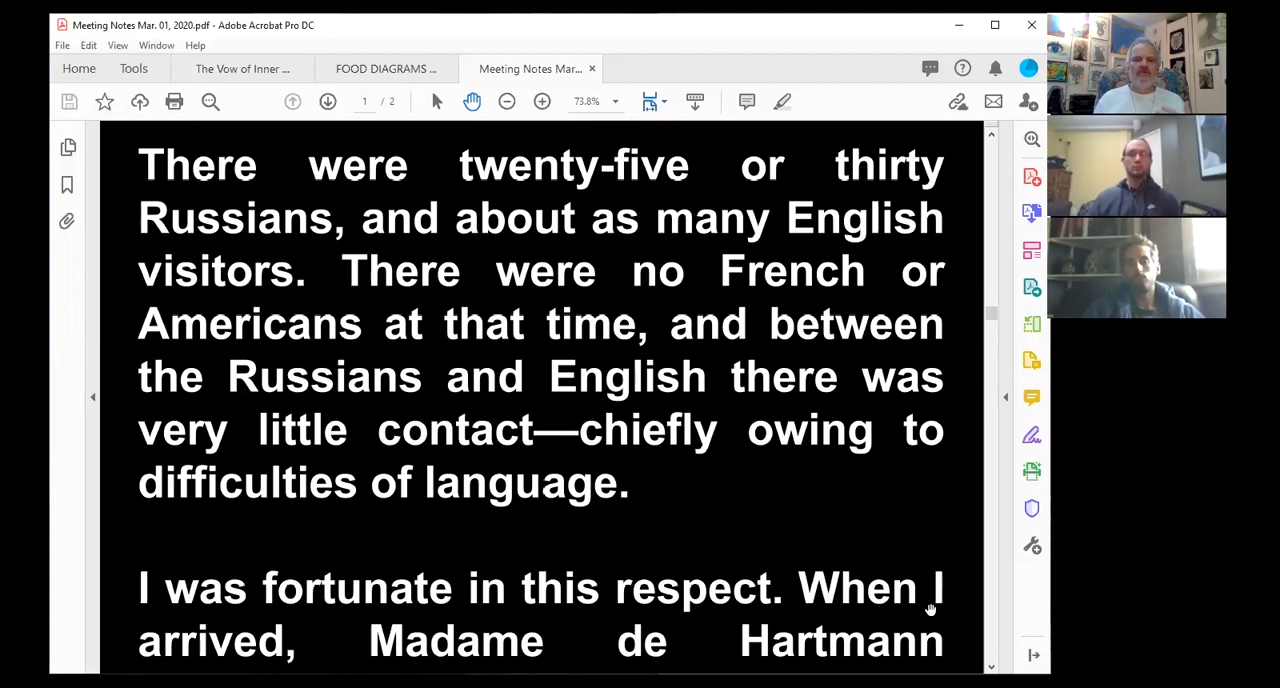 Meeting Notes Mar. 01, 2020.pdf - Adobe Acrobat Pro DC
File Edit View Window Help
Home Tools The Vow of Inner ... FOOD DIAGRAMS ... Meeting Notes Mar... ×
1 / 2 73.8%
There were twenty-five or thirty
Russians, and about as many English
visitors. There were no French or
Americans at that time, and between
the Russians and English there was
very little contact—chiefly owing to
difficulties of language.
I was fortunate in this respect. When I
arrived, Madame de Hartmann